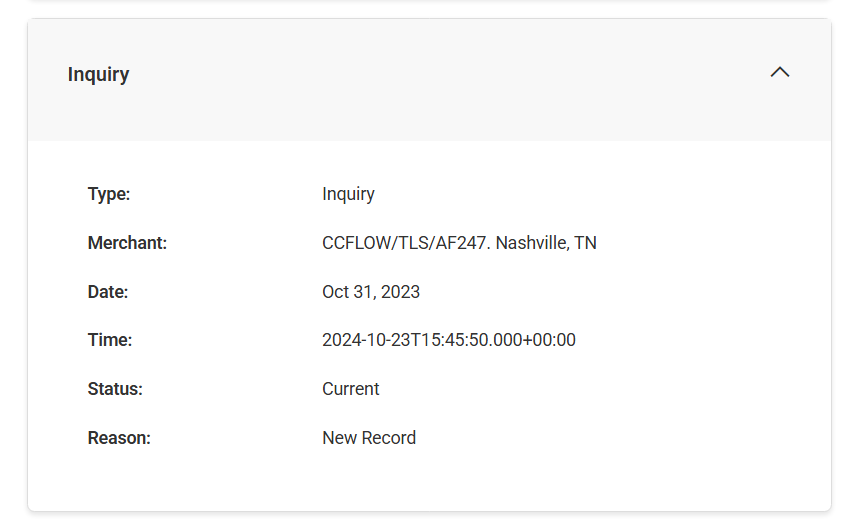 Inquiry
Type: Inquiry
Merchant: CCFLOW/TLS/AF247. Nashville, TN
Date: Oct 31, 2023
Time: 2024-10-23T15:45:50.000+00:00
Status: Current
Reason: New Record